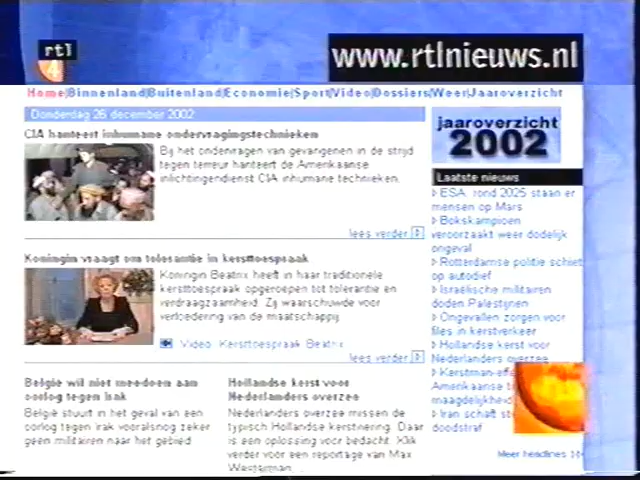 rtl
4
www.rtlnieuws.nl
Home|Binnenland|Buitenland|Economie|Sport|Video|Dossiers|Weer|Jaaroverzicht
Donderdag 26 december 2002
CIA hanteert inhumane ondervragingstechnieken
Bij het ondervragen van gevangenen in de strijd
tegen terreur hanteert de Amerikaanse
inlichtingendienst CIA inhumane technieken.
lees verder
Koningin vraagt om tolerantie in kersttoespraak
Koningin Beatrix heeft in haar traditionele
kersttoespraak opgeroepen tot tolerantie en
verdraagzaamheid. Zij waarschuwde voor
verloedering van de maatschappij.
Video: Kersttoespraak Beatrix
lees verder
België wil niet meedoen aan
oorlog tegen Irak
België stuurt in het geval van een
oorlog tegen Irak vooralsnog zeker
geen militairen naar het gebied
Hollandse kerst voor
Nederlanders overzee
Nederlanders overzee missen de
typisch Hollandse kerstviering. Daar
is een oplossing voor bedacht. Klik
verder voor een reportage van Max
Westerman.
jaaroverzicht
2002
Laatste nieuws
ESA: rond 2025 staan er
mensen op Mars
Bokskampioen
veroorzaakt weer dodelijk
ongeval
Rotterdamse politie schiet
op autodief
Israëlische militairen
doden Palestijnen
Ongevallen zorgen voor
files in kerstverkeer
Hollandse kerst voor
Nederlanders overzee
Kerstman
Amerikaanse
maagdelijkheid
Iran schaft
doodstraf
Meer headlines